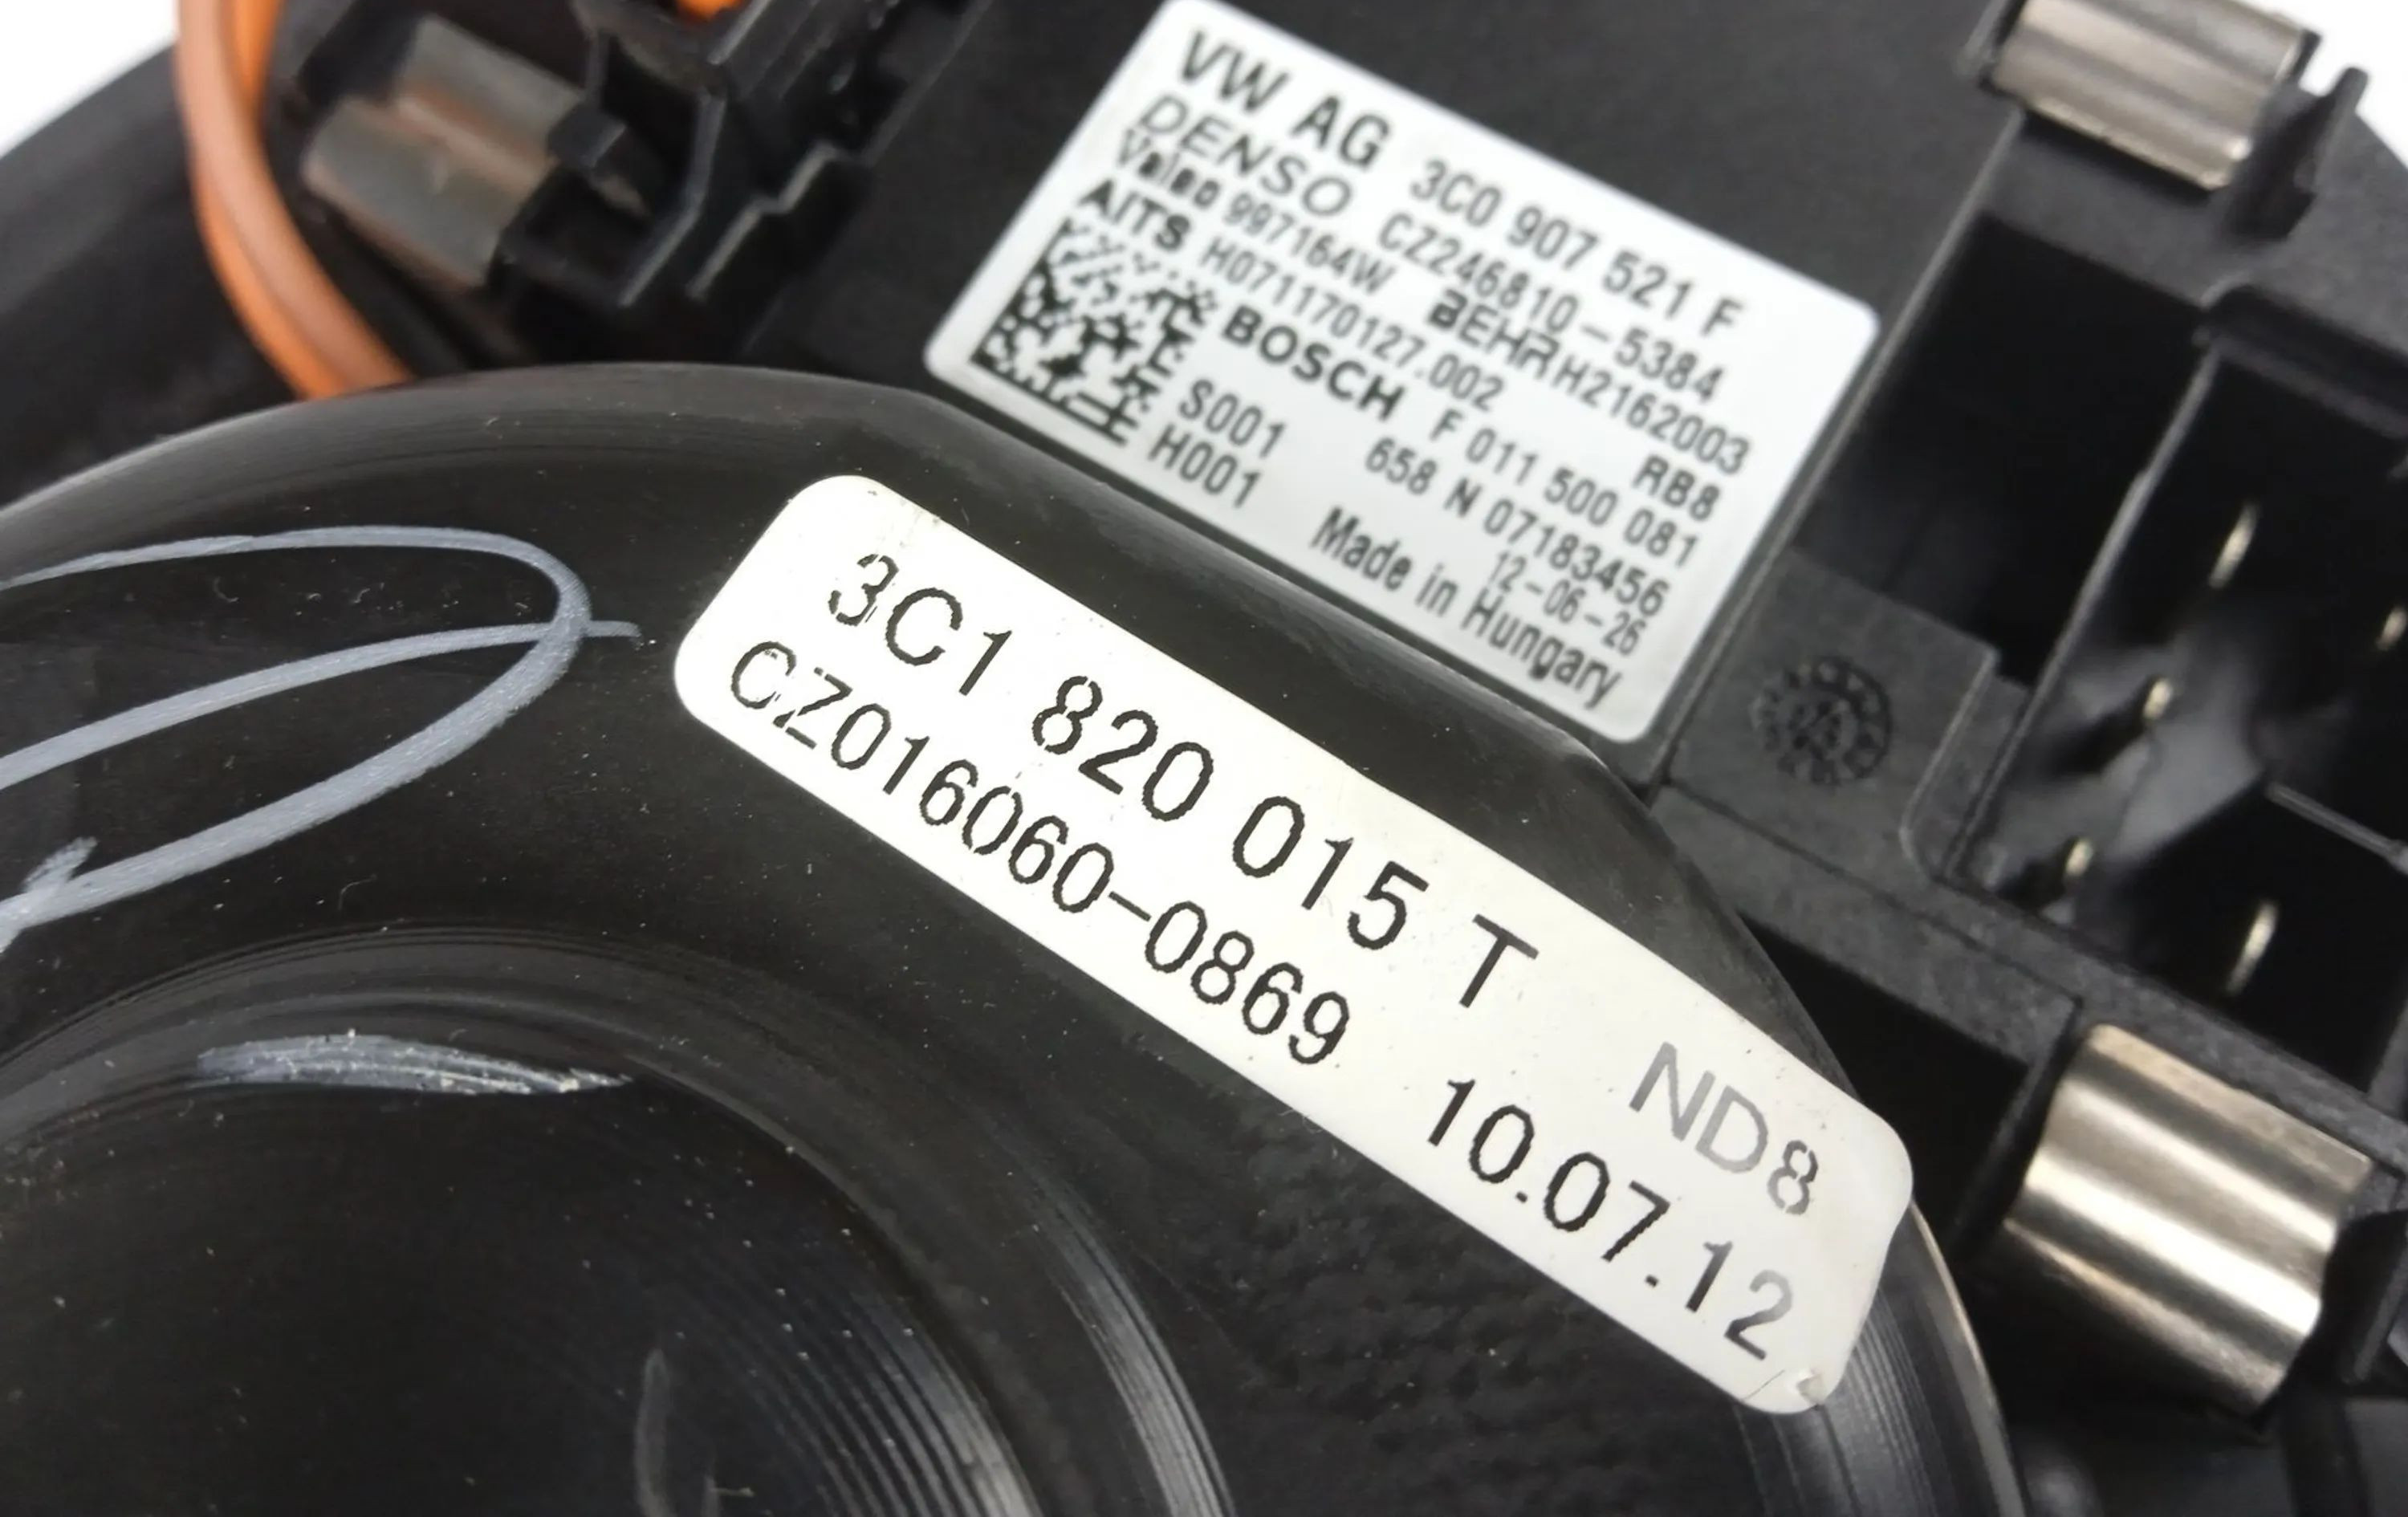 VW AG 3C0 907 521 F
DENSO CZ246810-5384
Valeo 997164W BEHR H2162003
AITS H071170127.002 RB8
BOSCH F 011 500 081
S001 658 N 07183456
H001 12-06-26
Made in Hungary
3C1 820 015 T ND8
CZ016060-0869 10.07.12